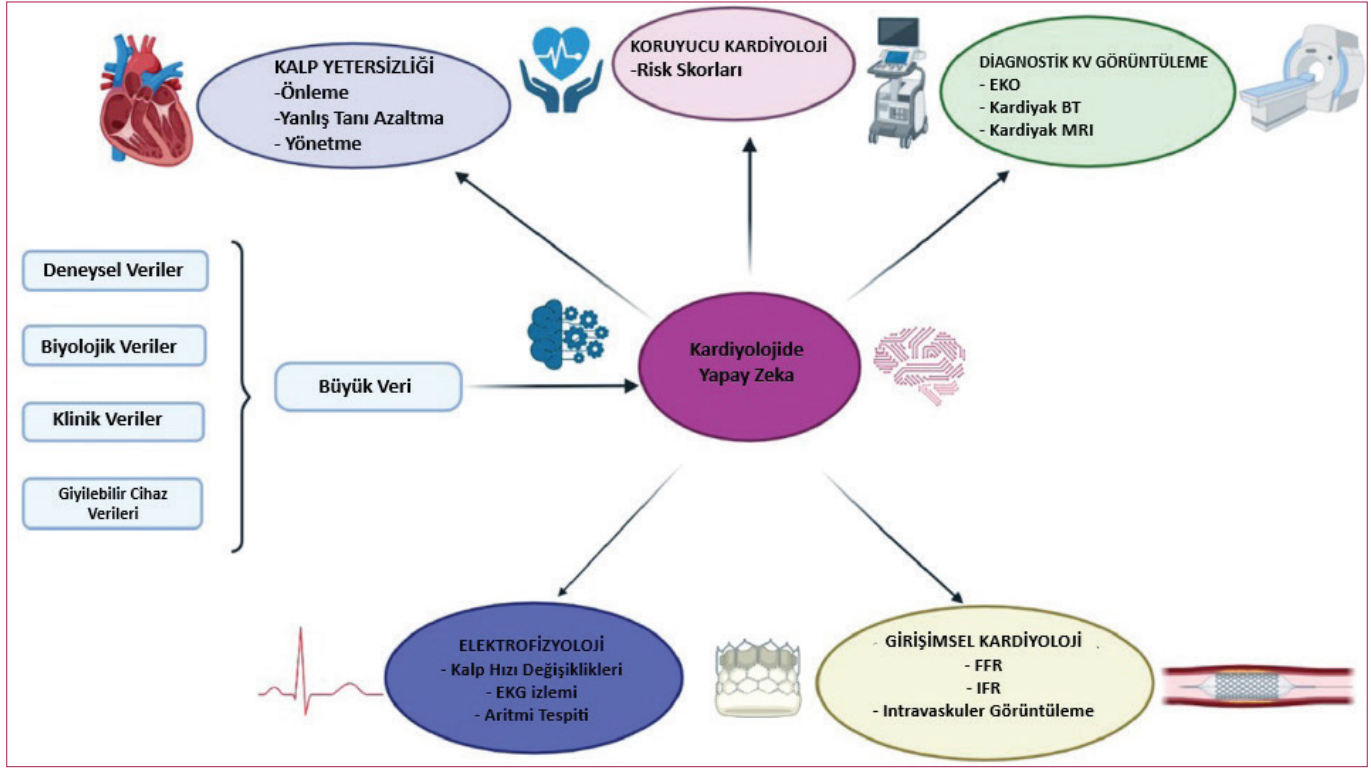 KALP YETERSİZLİĞİ
-Önleme
-Yanlış Tanı Azaltma
- Yönetme
KORUYUCU KARDİYOLOJİ
-Risk Skorları
DİAGNOSTİK KV GÖRÜNTÜLEME
- EKO
- Kardiyak BT
- Kardiyak MRI
Deneysel Veriler
Biyolojik Veriler
Klinik Veriler
Giyilebilir Cihaz
Verileri
Büyük Veri
Kardiyolojide
Yapay Zeka
ELEKTROFİZYOLOJİ
- Kalp Hızı Değişiklikleri
- EKG izlemi
- Aritmi Tespiti
GİRİŞİMSEL KARDİYOLOJİ
- FFR
- IFR
- Intravaskuler Görüntüleme